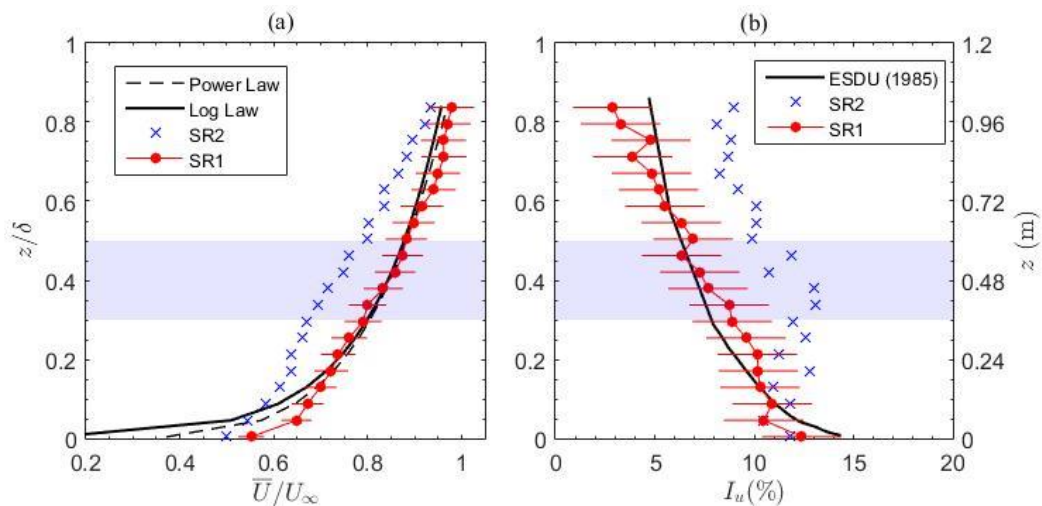 (a)
(b)
1
0.8
0.6
0.4
0.2
0
z/δ
Power Law
Log Law
SR2
SR1
0.2
0.4
0.6
0.8
1
U̅/U∞
1
0.8
0.6
0.4
0.2
0
ESDU (1985)
SR2
SR1
1.2
0.96
0.72
0.48
0.24
0
z (m)
0
5
10
15
20
Iu(%)